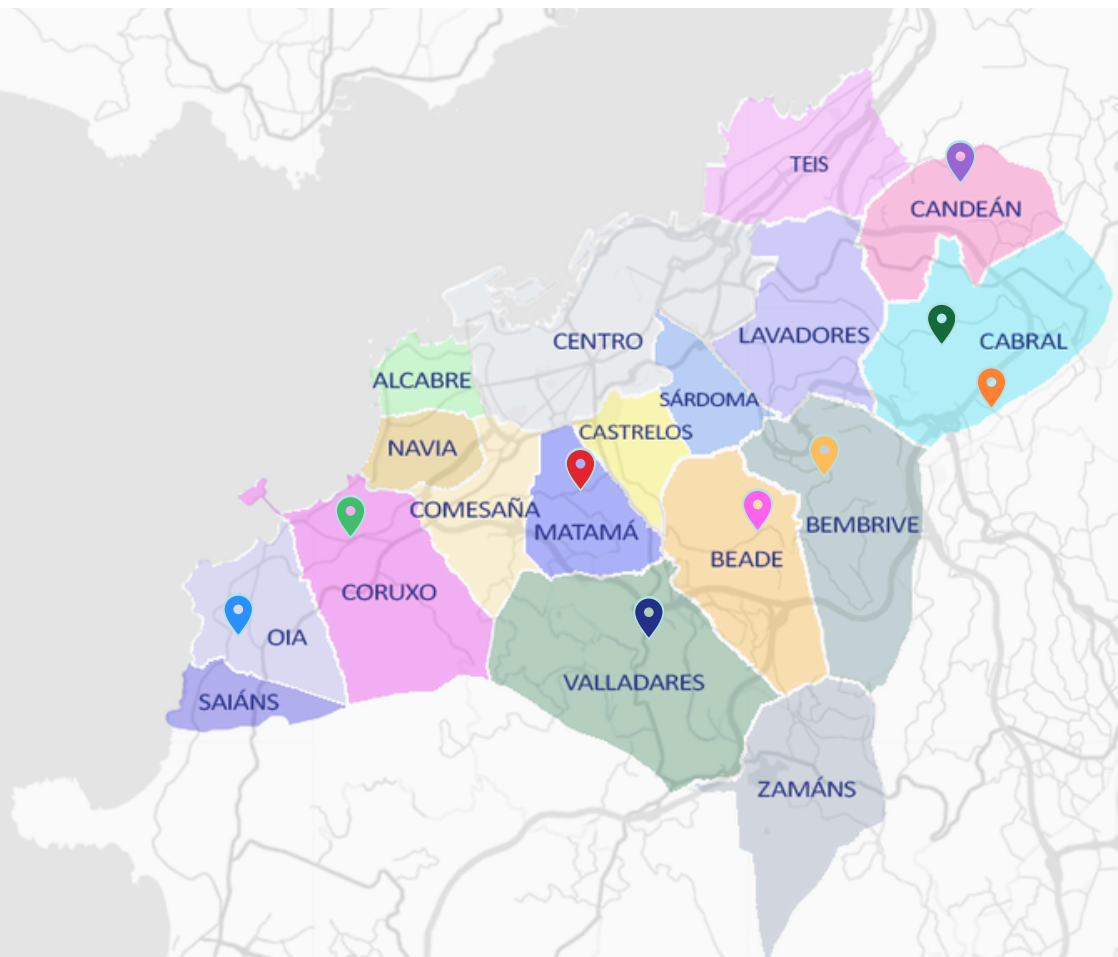 TEIS
CANDEÁN
CENTRO
LAVADORES
CABRAL
ALCABRE
SÁRDOMA
CASTRELOS
NAVIA
COMESAÑA
MATAMÁ
BEMBRIVE
BEADE
CORUXO
OIA
VALLADARES
SAIÁNS
ZAMÁNS